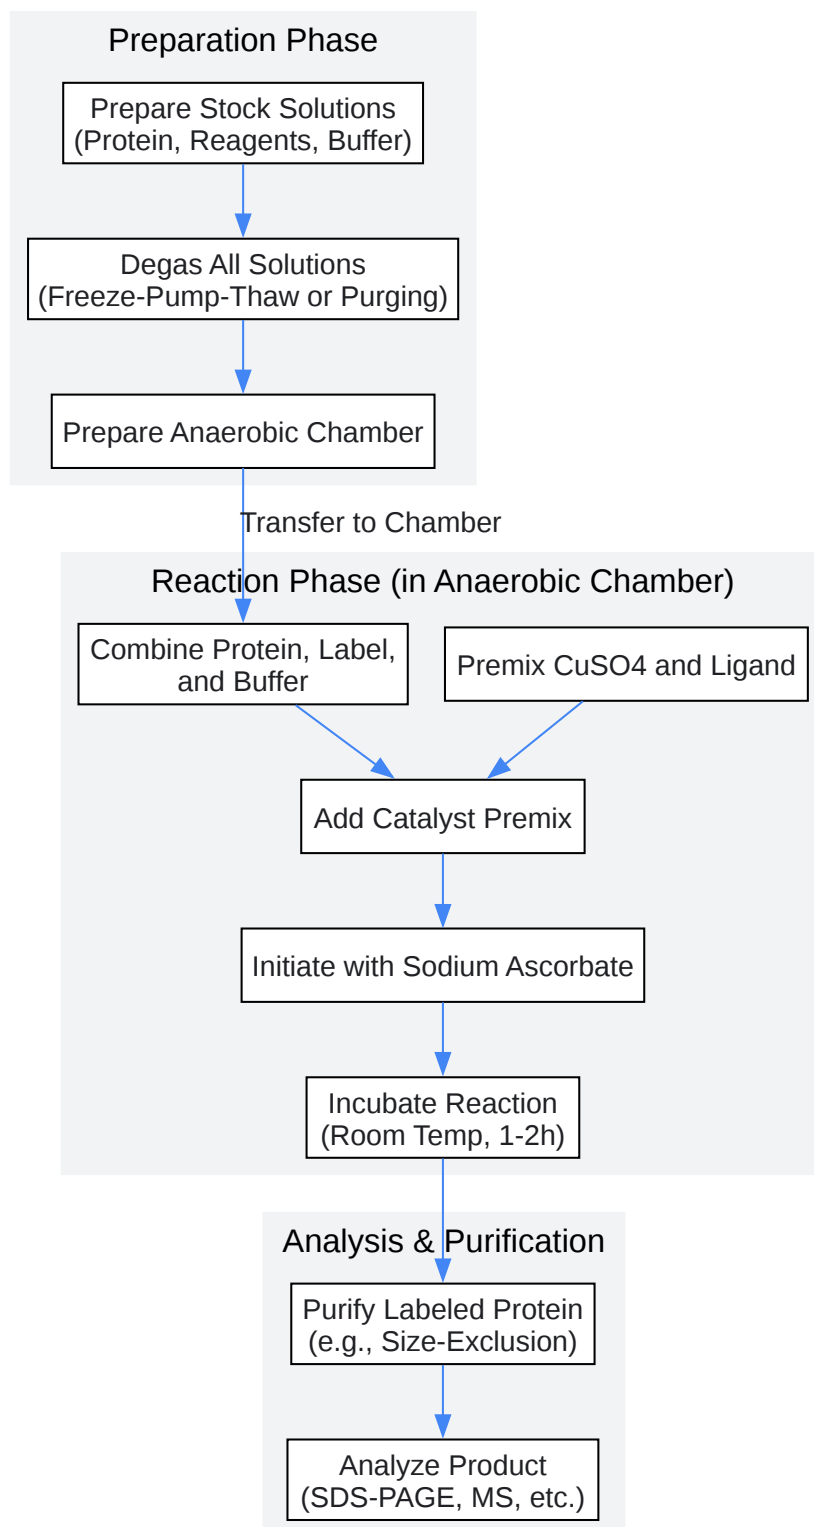 Preparation Phase
Prepare Stock Solutions
(Protein, Reagents, Buffer)
Degas All Solutions
(Freeze-Pump-Thaw or Purging)
Prepare Anaerobic Chamber
Transfer to Chamber
Reaction Phase (in Anaerobic Chamber)
Combine Protein, Label,
and Buffer
Premix CuSO4 and Ligand
Add Catalyst Premix
Initiate with Sodium Ascorbate
Incubate Reaction
(Room Temp, 1-2h)
Analysis & Purification
Purify Labeled Protein
(e.g., Size-Exclusion)
Analyze Product
(SDS-PAGE, MS, etc.)